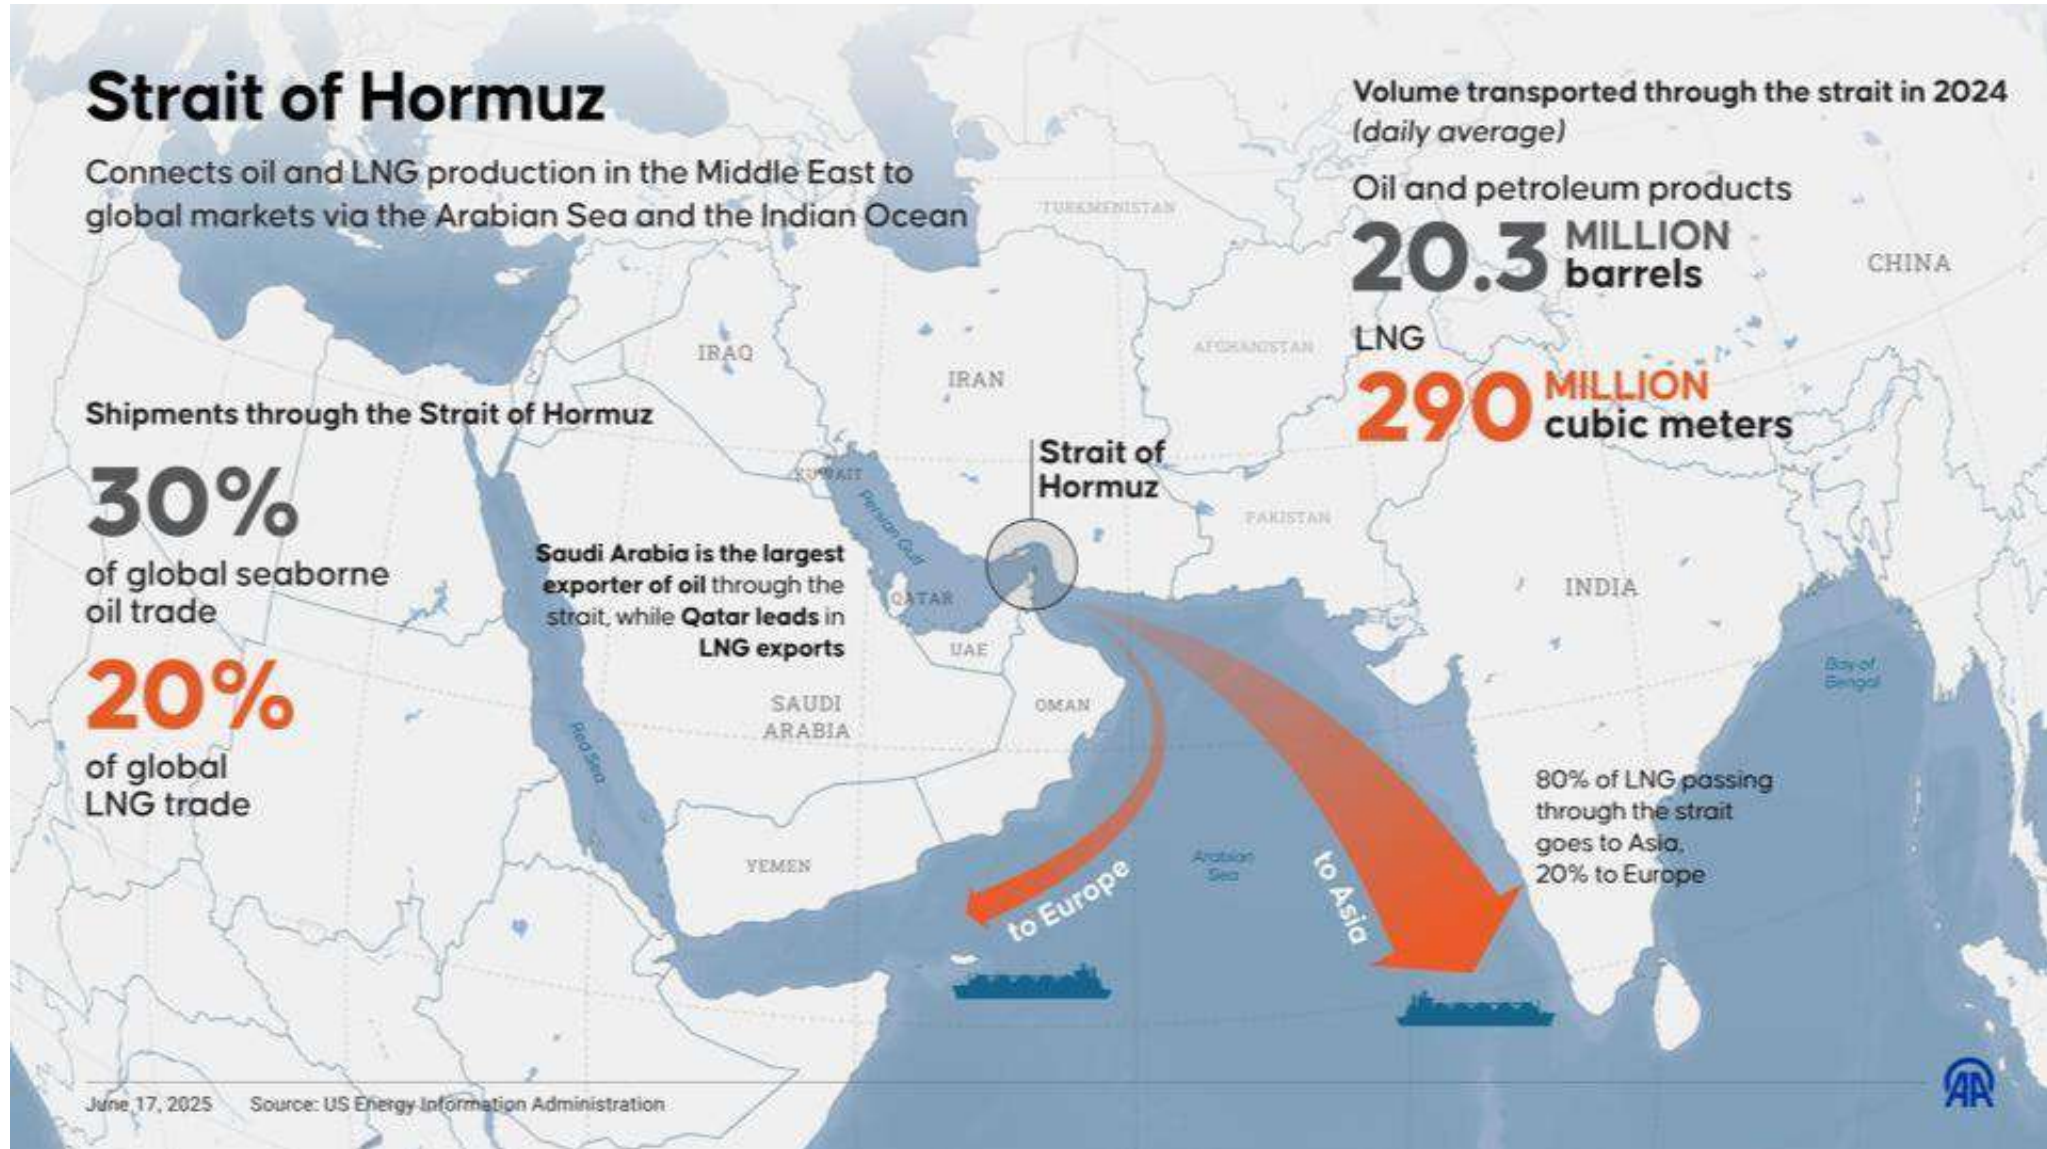 Strait of Hormuz
Connects oil and LNG production in the Middle East to
global markets via the Arabian Sea and the Indian Ocean
Volume transported through the strait in 2024
(daily average)
Oil and petroleum products
20.3 MILLION
barrels
LNG
290 MILLION
cubic meters
Shipments through the Strait of Hormuz
30%
of global seaborne
oil trade
20%
of global
LNG trade
Saudi Arabia is the largest
exporter of oil through the
strait, while Qatar leads in
LNG exports
Strait of
Hormuz
TURKMENISTAN
CHINA
IRAQ
IRAN
AFGHANISTAN
KUWAIT
Persian Gulf
PAKISTAN
QATAR
INDIA
UAE
SAUDI
ARABIA
OMAN
Red Sea
Bay of
Bengal
YEMEN
Arabian
Sea
to Europe
to Asia
80% of LNG passing
through the strait
goes to Asia,
20% to Europe
June 17, 2025
Source: US Energy Information Administration
AA